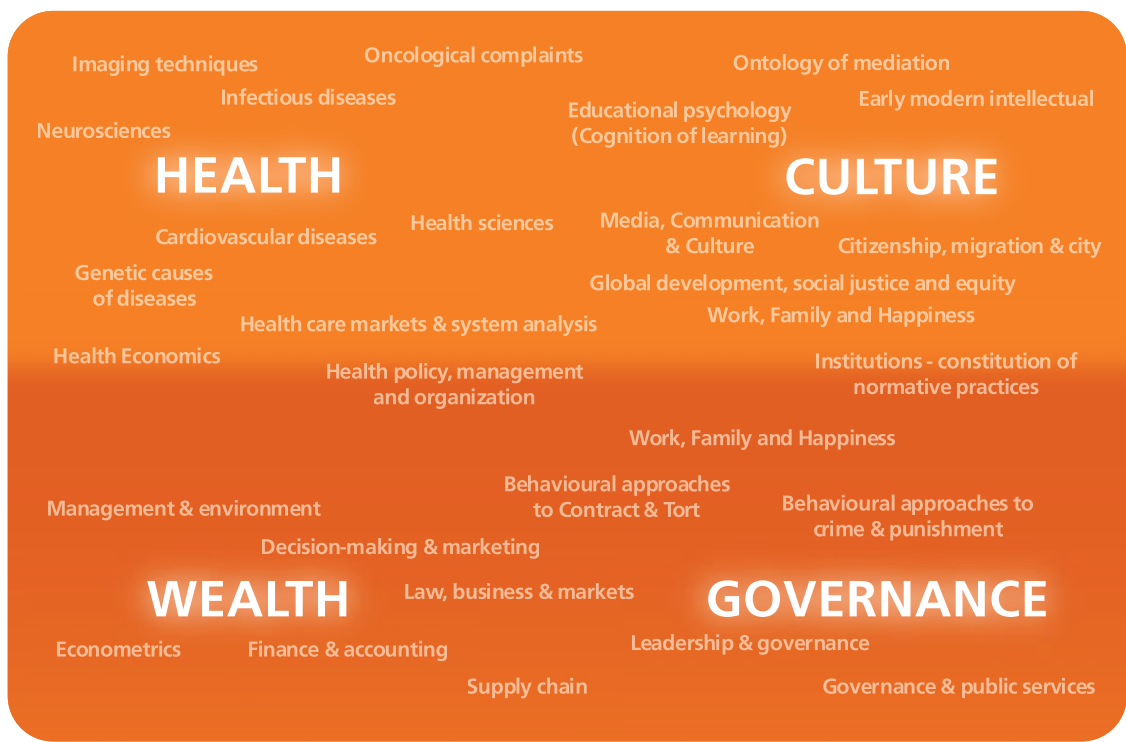 Imaging techniques
Oncological complaints
Ontology of mediation
Infectious diseases
Early modern intellectual
Educational psychology
(Cognition of learning)
Neurosciences
HEALTH
CULTURE
Health sciences
Media, Communication
& Culture
Cardiovascular diseases
Citizenship, migration & city
Genetic causes
of diseases
Global development, social justice and equity
Work, Family and Happiness
Health care markets & system analysis
Health Economics
Institutions - constitution of
normative practices
Health policy, management
and organization
Work, Family and Happiness
Behavioural approaches
to Contract & Tort
Management & environment
Behavioural approaches to
crime & punishment
Decision-making & marketing
WEALTH
Law, business & markets
GOVERNANCE
Econometrics
Finance & accounting
Leadership & governance
Supply chain
Governance & public services